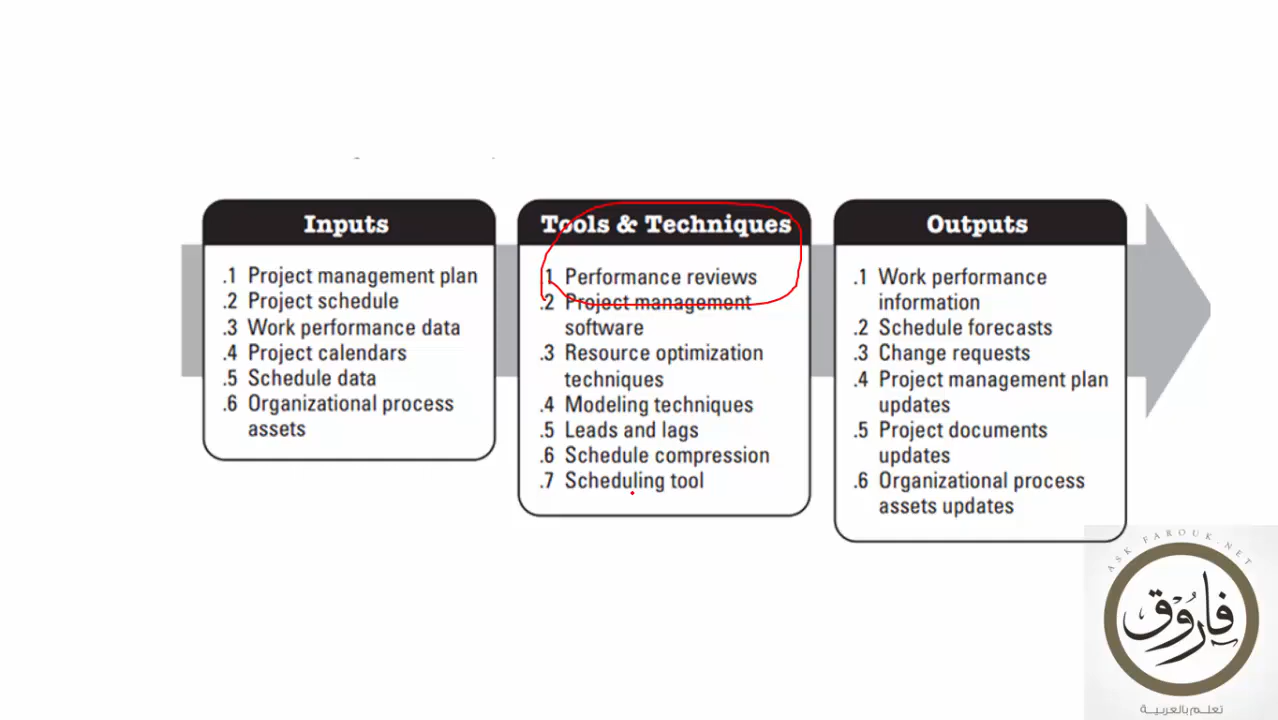 Inputs
.1 Project management plan
.2 Project schedule
.3 Work performance data
.4 Project calendars
.5 Schedule data
.6 Organizational process
assets
Tools & Techniques
.1 Performance reviews
.2 Project management
software
.3 Resource optimization
techniques
.4 Modeling techniques
.5 Leads and lags
.6 Schedule compression
.7 Scheduling tool
Outputs
.1 Work performance
information
.2 Schedule forecasts
.3 Change requests
.4 Project management plan
updates
.5 Project documents
updates
.6 Organizational process
assets updates
ASK FAROUK.NET
فاروق
تعلم بالعربية